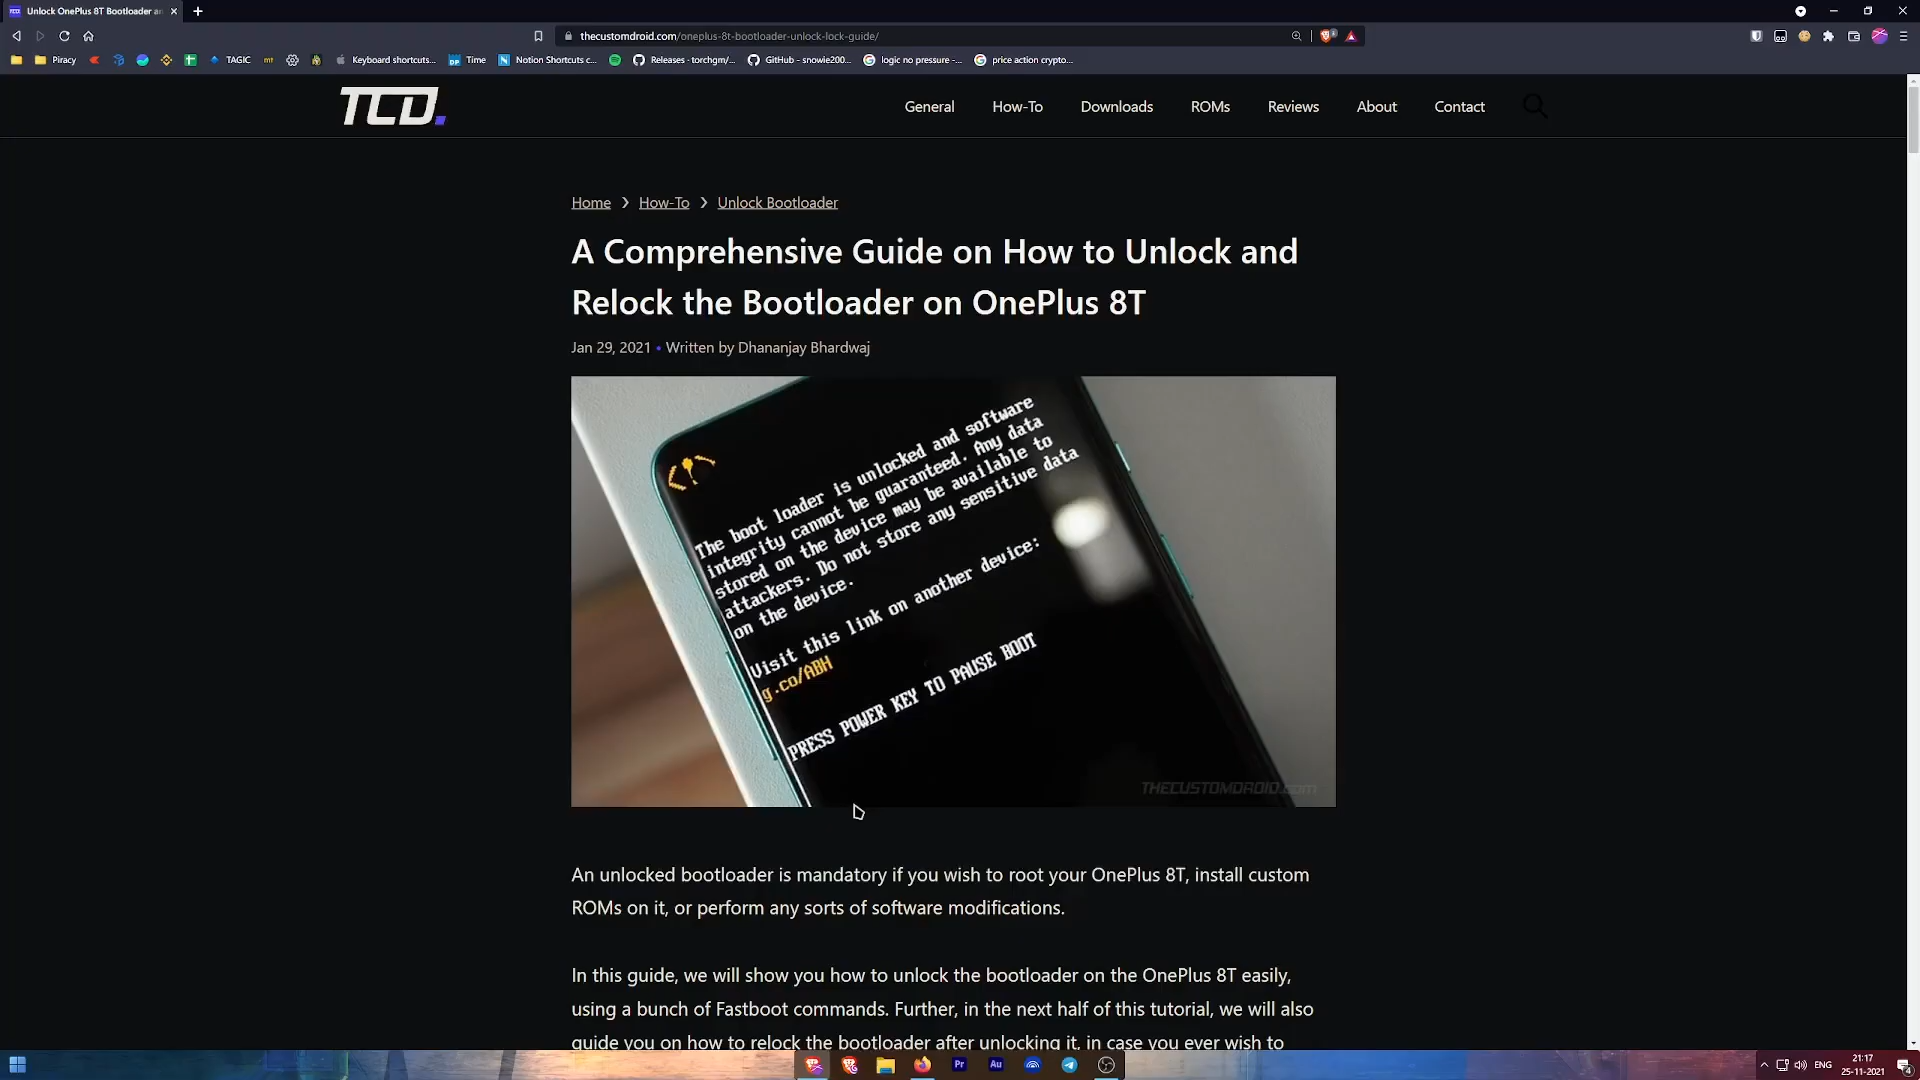 Unlock OnePlus 8T Bootloader an
thecustomdroid.com/oneplus-8t-bootloader-unlock-lock-guide/
Piracy
TAGIC
Keyboard shortcuts...
Time
Notion Shortcuts c...
Releases - torchgm/...
GitHub - snowie200...
logic no pressure -...
price action crypto...
TCD.
General
How-To
Downloads
ROMs
Reviews
About
Contact
Home > How-To > Unlock Bootloader
A Comprehensive Guide on How to Unlock and
Relock the Bootloader on OnePlus 8T
Jan 29, 2021 • Written by Dhananjay Bhardwaj
The boot loader is unlocked and software
integrity cannot be guaranteed. Any data
stored on the device may be available to
attackers. Do not store any sensitive data
on the device.
Visit this link on another device:
g.co/ABH
PRESS POWER KEY TO PAUSE BOOT
THECUSTOMDROID.com
An unlocked bootloader is mandatory if you wish to root your OnePlus 8T, install custom
ROMs on it, or perform any sorts of software modifications.
In this guide, we will show you how to unlock the bootloader on the OnePlus 8T easily,
using a bunch of Fastboot commands. Further, in the next half of this tutorial, we will also
guide you on how to relock the bootloader after unlocking it, in case you ever wish to
Pr
Au
ENG
21:17
25-11-2021